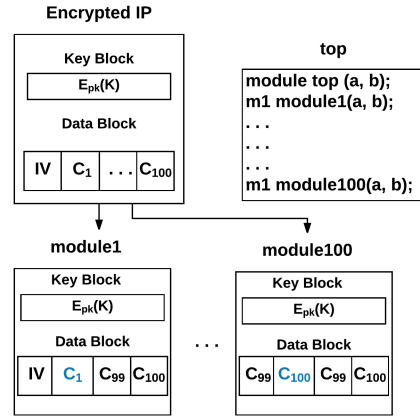 Encrypted IP
Key Block
Eₚₖ(K)
Data Block
IV C₁ . . . C₁₀₀
top
module top (a, b);
m1 module1(a, b);
. . .
. . .
. . .
m1 module100(a, b);
module1
Key Block
Eₚₖ(K)
Data Block
IV C₁ C₉₉ C₁₀₀
. . .
module100
Key Block
Eₚₖ(K)
Data Block
C₉₉ C₁₀₀ C₉₉ C₁₀₀